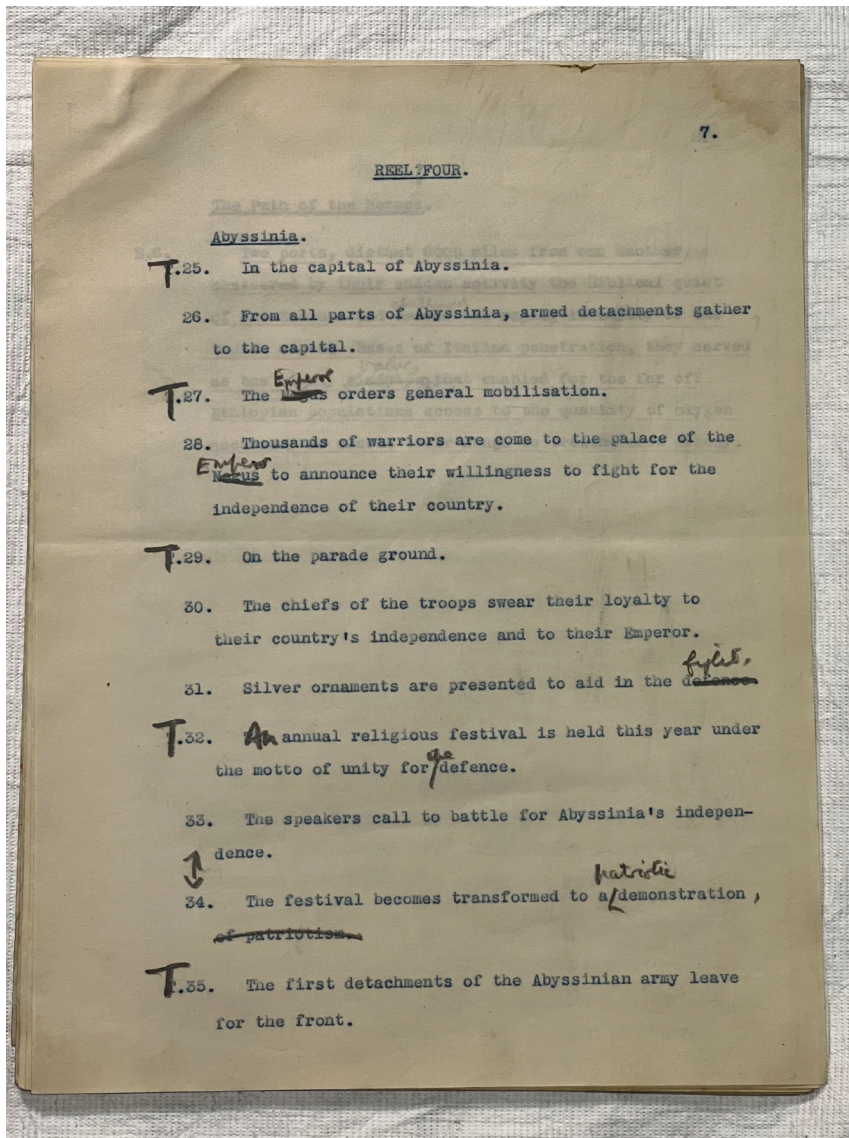 7.
REEL FOUR.
Abyssinia.
T.25. In the capital of Abyssinia.
26. From all parts of Abyssinia, armed detachments gather
to the capital.
Emperor
T.27. The Negus orders general mobilisation.
28. Thousands of warriors are come to the palace of the
Emperor
Negus to announce their willingness to fight for the
independence of their country.
T.29. On the parade ground.
30. The chiefs of the troops swear their loyalty to
their country's independence and to their Emperor.
fight.
31. Silver ornaments are presented to aid in the defence
T.32. An annual religious festival is held this year under
the
the motto of unity for defence.
33. The speakers call to battle for Abyssinia's indepen-
dence.
patriotic
34. The festival becomes transformed to a demonstration,
of patriotism.
T.35. The first detachments of the Abyssinian army leave
for the front.